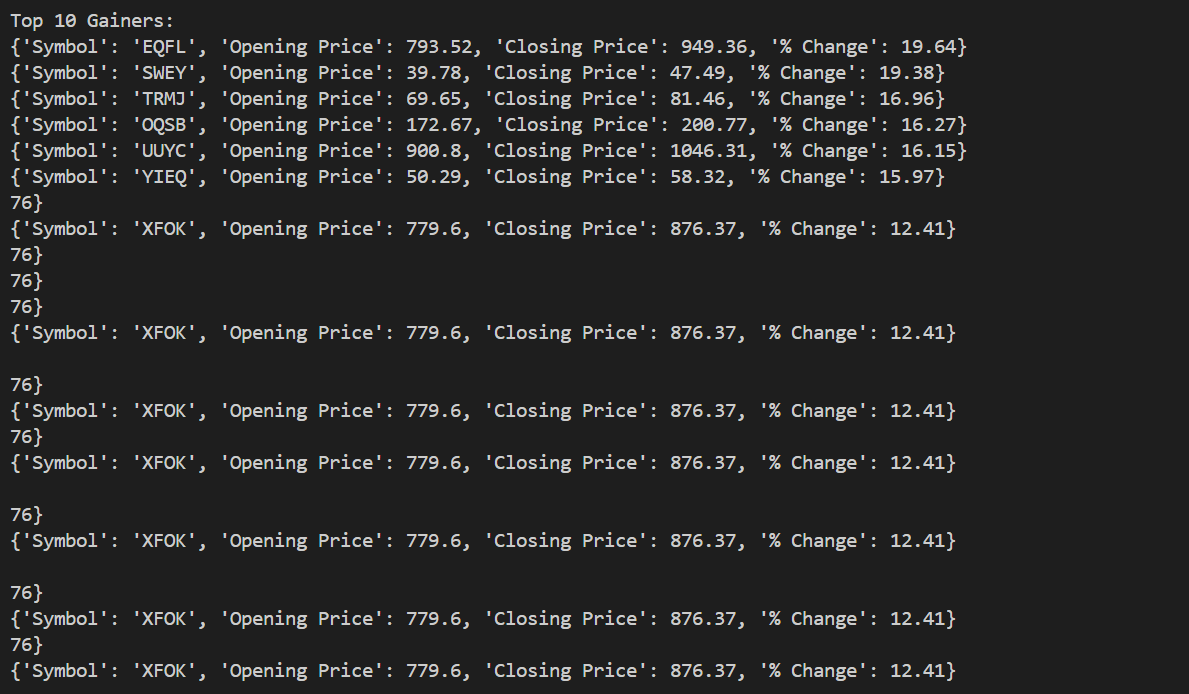 Top 10 Gainers:
{'Symbol': 'EQFL', 'Opening Price': 793.52, 'Closing Price': 949.36, '% Change': 19.64}
{'Symbol': 'SWEY', 'Opening Price': 39.78, 'Closing Price': 47.49, '% Change': 19.38}
{'Symbol': 'TRMJ', 'Opening Price': 69.65, 'Closing Price': 81.46, '% Change': 16.96}
{'Symbol': 'OQSB', 'Opening Price': 172.67, 'Closing Price': 200.77, '% Change': 16.27}
{'Symbol': 'UUYC', 'Opening Price': 900.8, 'Closing Price': 1046.31, '% Change': 16.15}
{'Symbol': 'YIEQ', 'Opening Price': 50.29, 'Closing Price': 58.32, '% Change': 15.97}
76}
{'Symbol': 'XFOK', 'Opening Price': 779.6, 'Closing Price': 876.37, '% Change': 12.41}
76}
76}
76}
{'Symbol': 'XFOK', 'Opening Price': 779.6, 'Closing Price': 876.37, '% Change': 12.41}

76}
{'Symbol': 'XFOK', 'Opening Price': 779.6, 'Closing Price': 876.37, '% Change': 12.41}
76}
{'Symbol': 'XFOK', 'Opening Price': 779.6, 'Closing Price': 876.37, '% Change': 12.41}

76}
{'Symbol': 'XFOK', 'Opening Price': 779.6, 'Closing Price': 876.37, '% Change': 12.41}

76}
{'Symbol': 'XFOK', 'Opening Price': 779.6, 'Closing Price': 876.37, '% Change': 12.41}
76}
{'Symbol': 'XFOK', 'Opening Price': 779.6, 'Closing Price': 876.37, '% Change': 12.41}